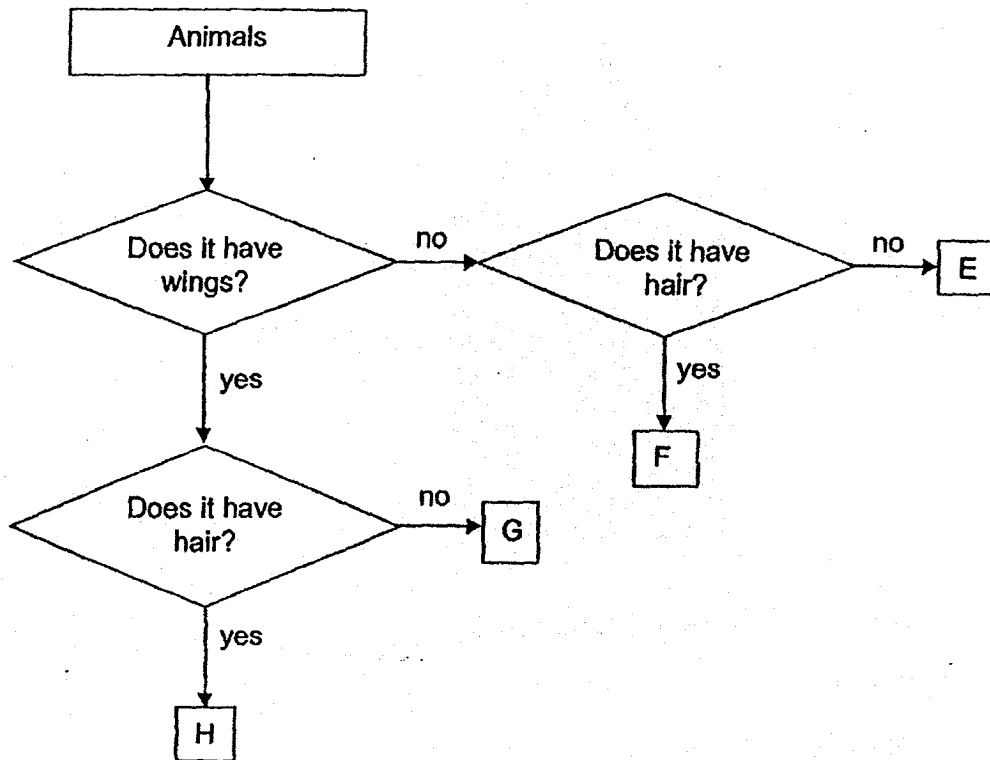 Animals
Does it have
wings?
no
Does it have
hair?
no
E
yes
yes
F
Does it have
hair?
no
G
yes
H